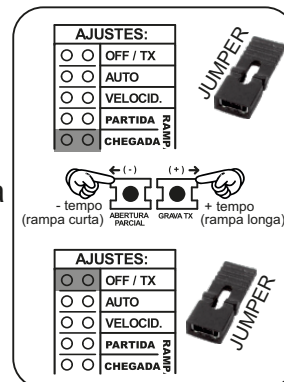 AJUSTES:
OFF / TX
AUTO
VELOCID.
PARTIDA
CHEGADA
RAMP
JUMPER
a
(-) (+)
- tempo
(rampa curta)
ABERTURA
PARCIAL
GRAVA TX
+ tempo
(rampa longa)
AJUSTES:
OFF / TX
AUTO
VELOCID.
PARTIDA
CHEGADA
RAMP
JUMPER